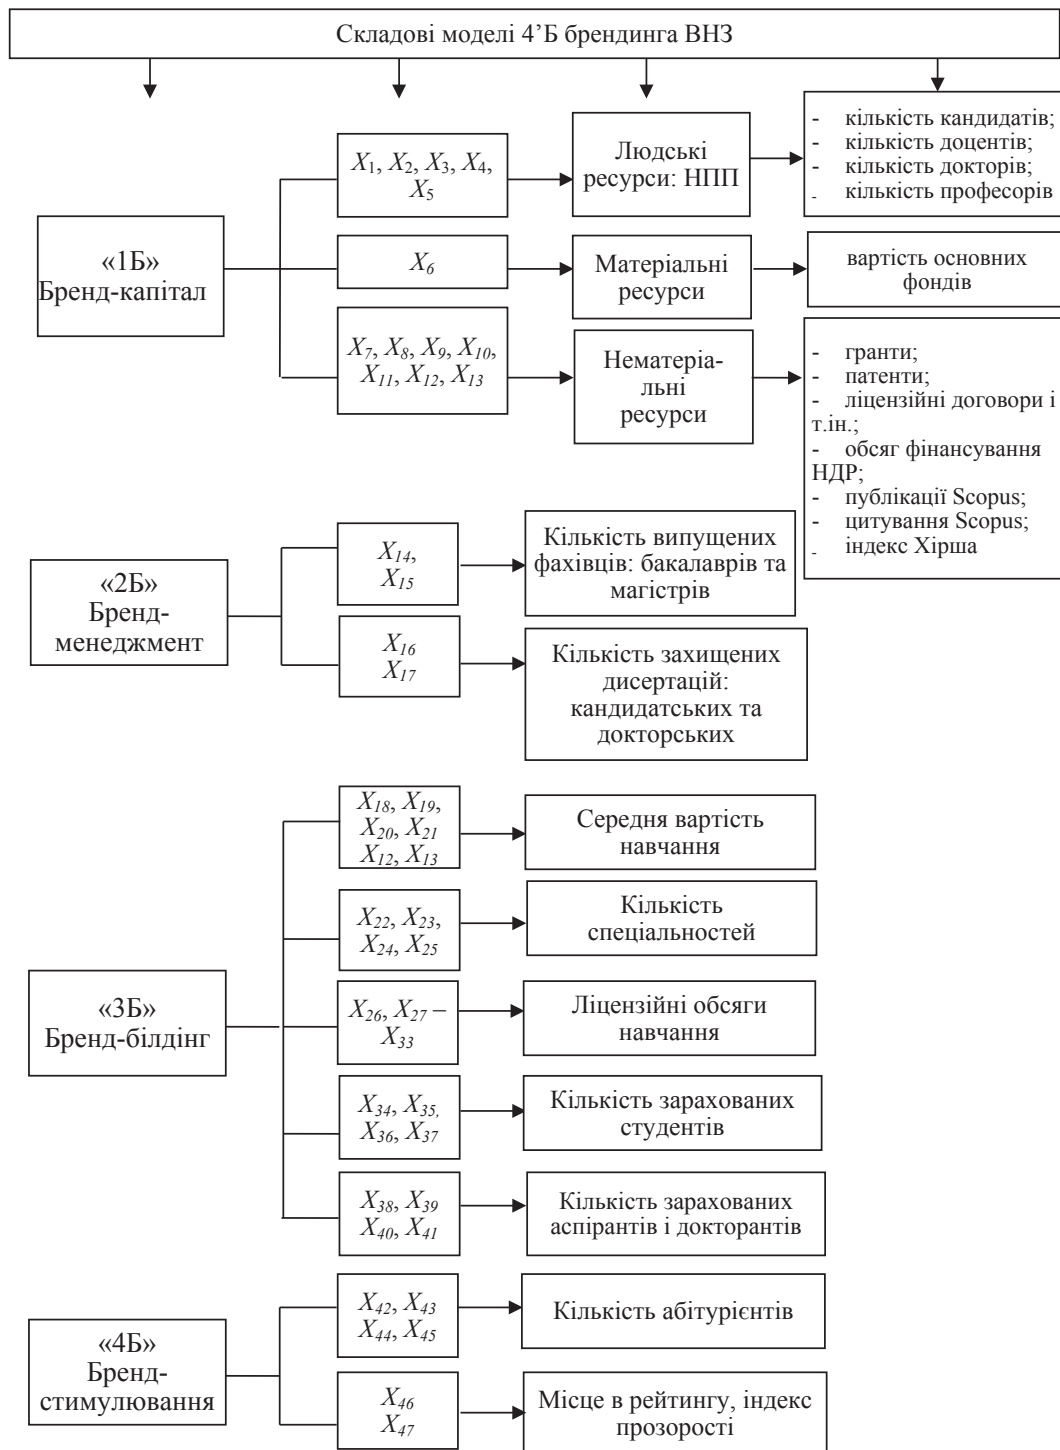 Складові моделі 4’Б брендинга ВНЗ
«1Б»
Бренд-капітал
X1, X2, X3, X4,
X5
Людські
ресурси: НПП
- кількість кандидатів;
- кількість доцентів;
- кількість докторів;
- кількість професорів
X6
Матеріальні
ресурси
вартість основних
фондів
X7, X8, X9, X10,
X11, X12, X13
Нематеріа-
льні
ресурси
- гранти;
- патенти;
- ліцензійні договори і
т.ін.;
- обсяг фінансування
НДР;
- публікації Scopus;
- цитування Scopus;
- індекс Хірша
«2Б»
Бренд-
менеджмент
X14,
X15
Кількість випущених
фахівців: бакалаврів та
магістрів
X16
X17
Кількість захищених
дисертацій:
кандидатських та
докторських
«3Б»
Бренд-білдінг
X18, X19,
X20, X21
X12, X13
Середня вартість
навчання
X22, X23,
X24, X25
Кількість
спеціальностей
X26, X27 –
X33
Ліцензійні обсяги
навчання
X34, X35,
X36, X37
Кількість зарахованих
студентів
X38, X39
X40, X41
Кількість зарахованих
аспірантів і докторантів
«4Б»
Бренд-
стимулювання
X42, X43
X44, X45
Кількість абітурієнтів
X46
X47
Місце в рейтингу, індекс
прозорості